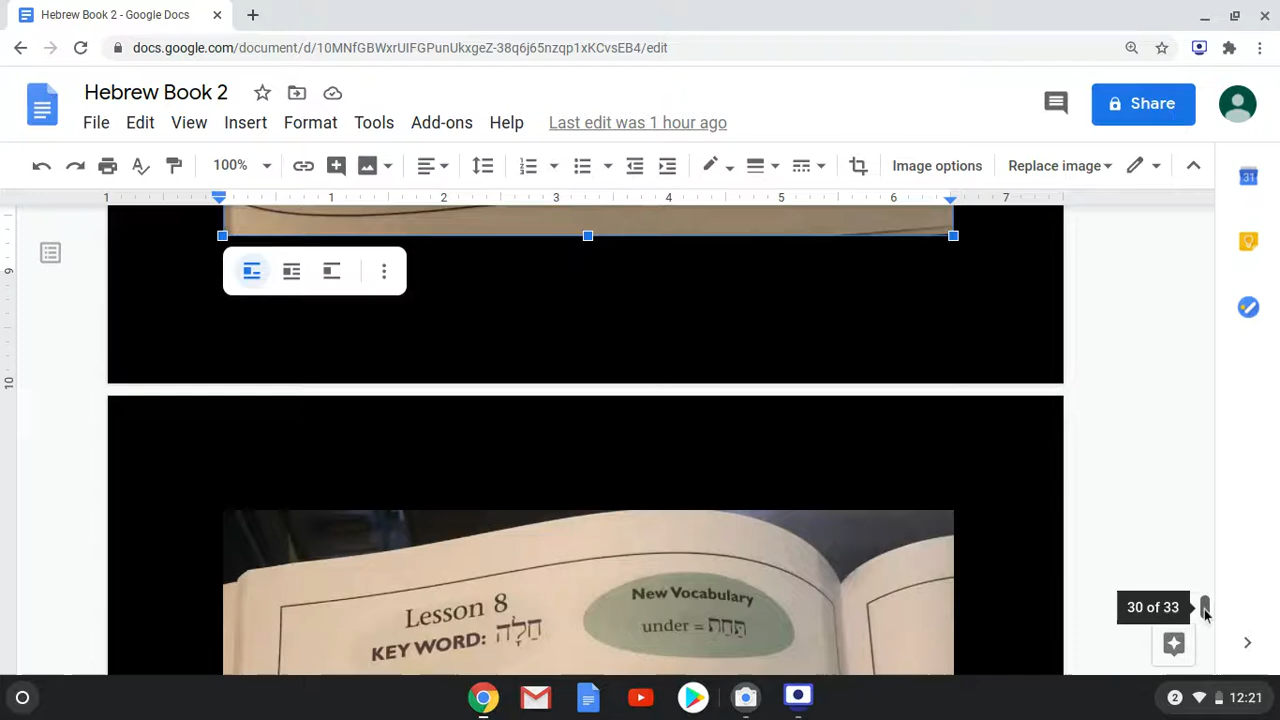 Hebrew Book 2 - Google Docs
docs.google.com/document/d/10MNfGBWxrUIFGPunUkxgeZ-38q6j65nzqp1xKCvsEB4/edit
Hebrew Book 2
File Edit View Insert Format Tools Add-ons Help Last edit was 1 hour ago
Share
100% Image options Replace image
1 1 2 3 4 5 6 7
9
10
31
Lesson 8
KEY WORD: חַלָּה
New Vocabulary
under = תַּחַת
30 of 33
2 12:21